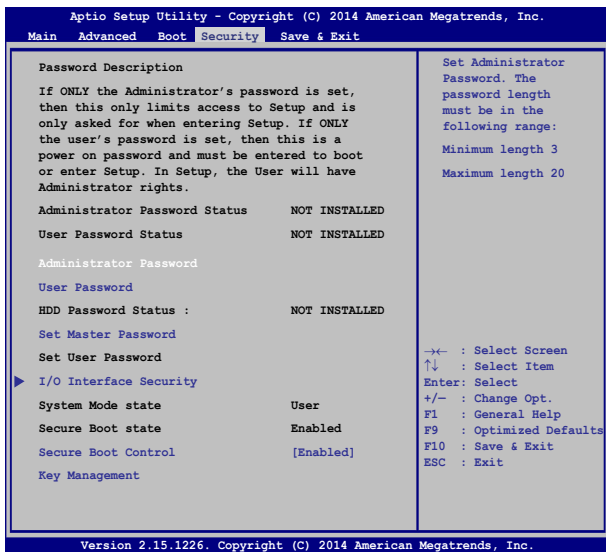 Aptio Setup Utility - Copyright (C) 2014 American Megatrends, Inc.
Main Advanced Boot Security Save & Exit
Password Description
If ONLY the Administrator's password is set,
then this only limits access to Setup and is
only asked for when entering Setup. If ONLY
the user's password is set, then this is a
power on password and must be entered to boot
or enter Setup. In Setup, the User will have
Administrator rights.
Administrator Password Status NOT INSTALLED
User Password Status NOT INSTALLED
Administrator Password
User Password
HDD Password Status : NOT INSTALLED
Set Master Password
Set User Password
I/O Interface Security
System Mode state User
Secure Boot state Enabled
Secure Boot Control [Enabled]
Key Management
Set Administrator
Password. The
password length
must be in the
following range:
Minimum length 3
Maximum length 20
→← : Select Screen
↑↓ : Select Item
Enter: Select
+/— : Change Opt.
F1 : General Help
F9 : Optimized Defaults
F10 : Save & Exit
ESC : Exit
Version 2.15.1226. Copyright (C) 2014 American Megatrends, Inc.